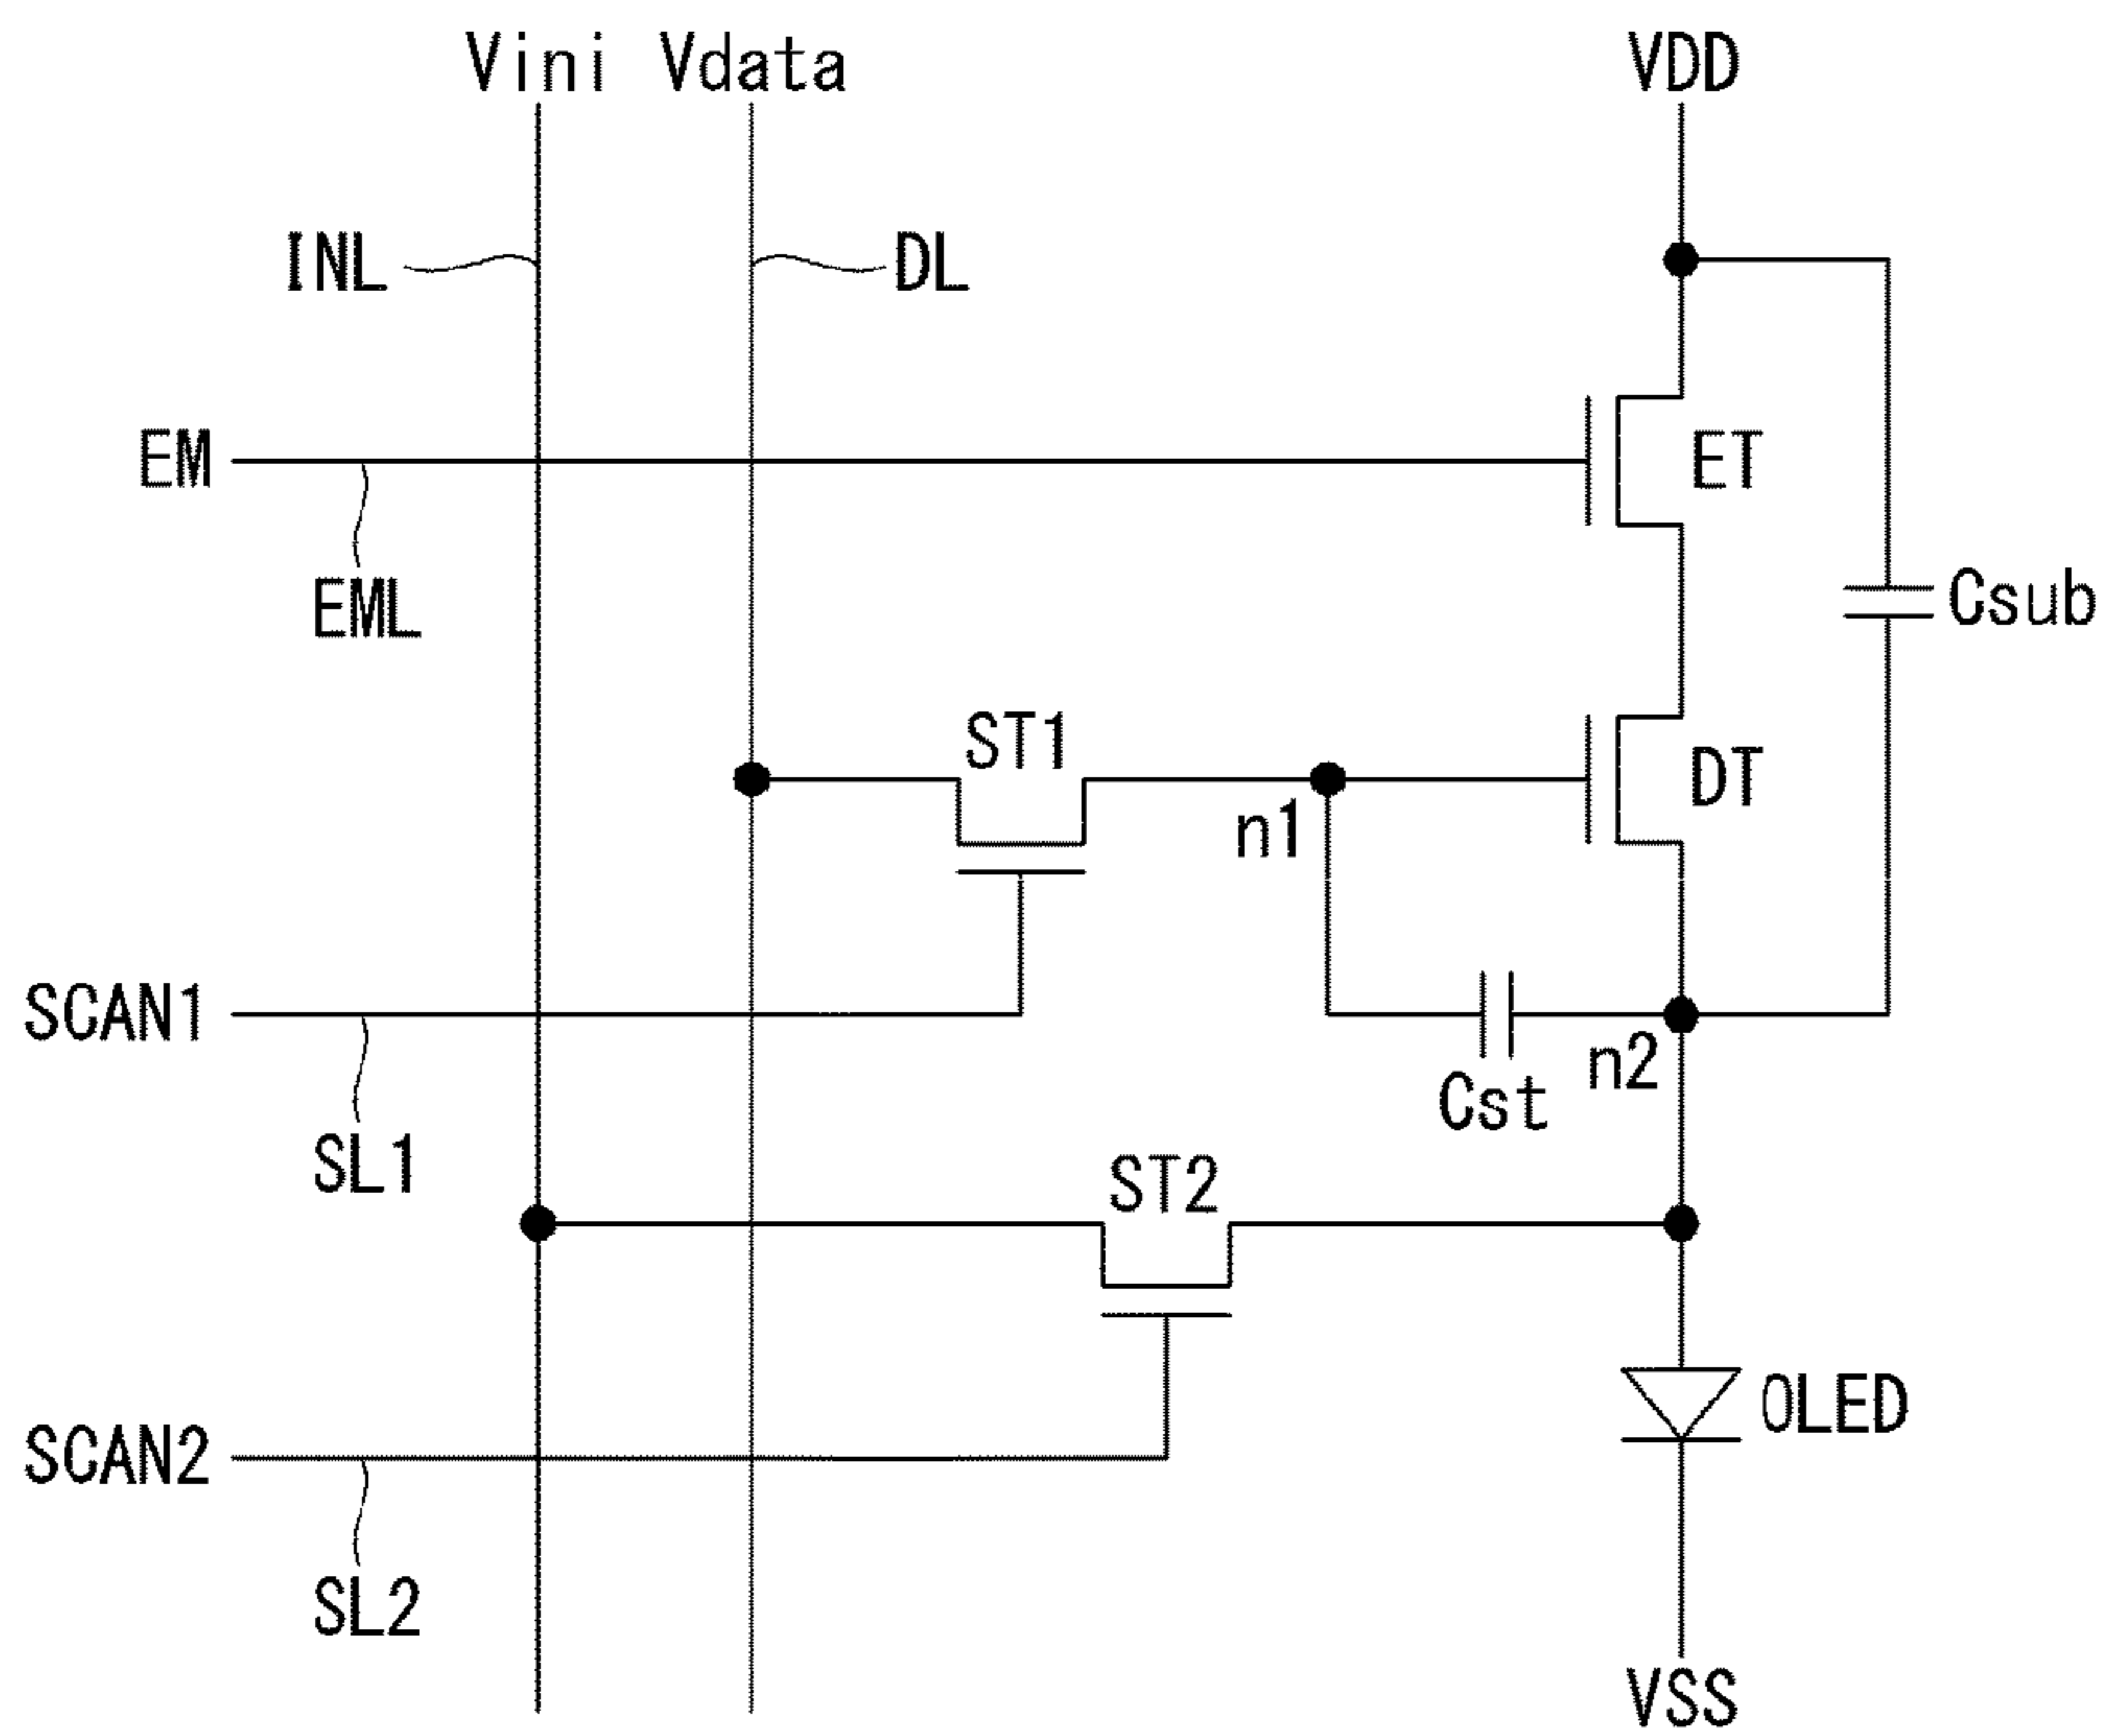 Vini Vdata VDD
INL DL
EM ET
EML Csub
ST1 DT
n1
SCAN1 n2
Cst
SL1 ST2
OLED
SCAN2
SL2
VSS